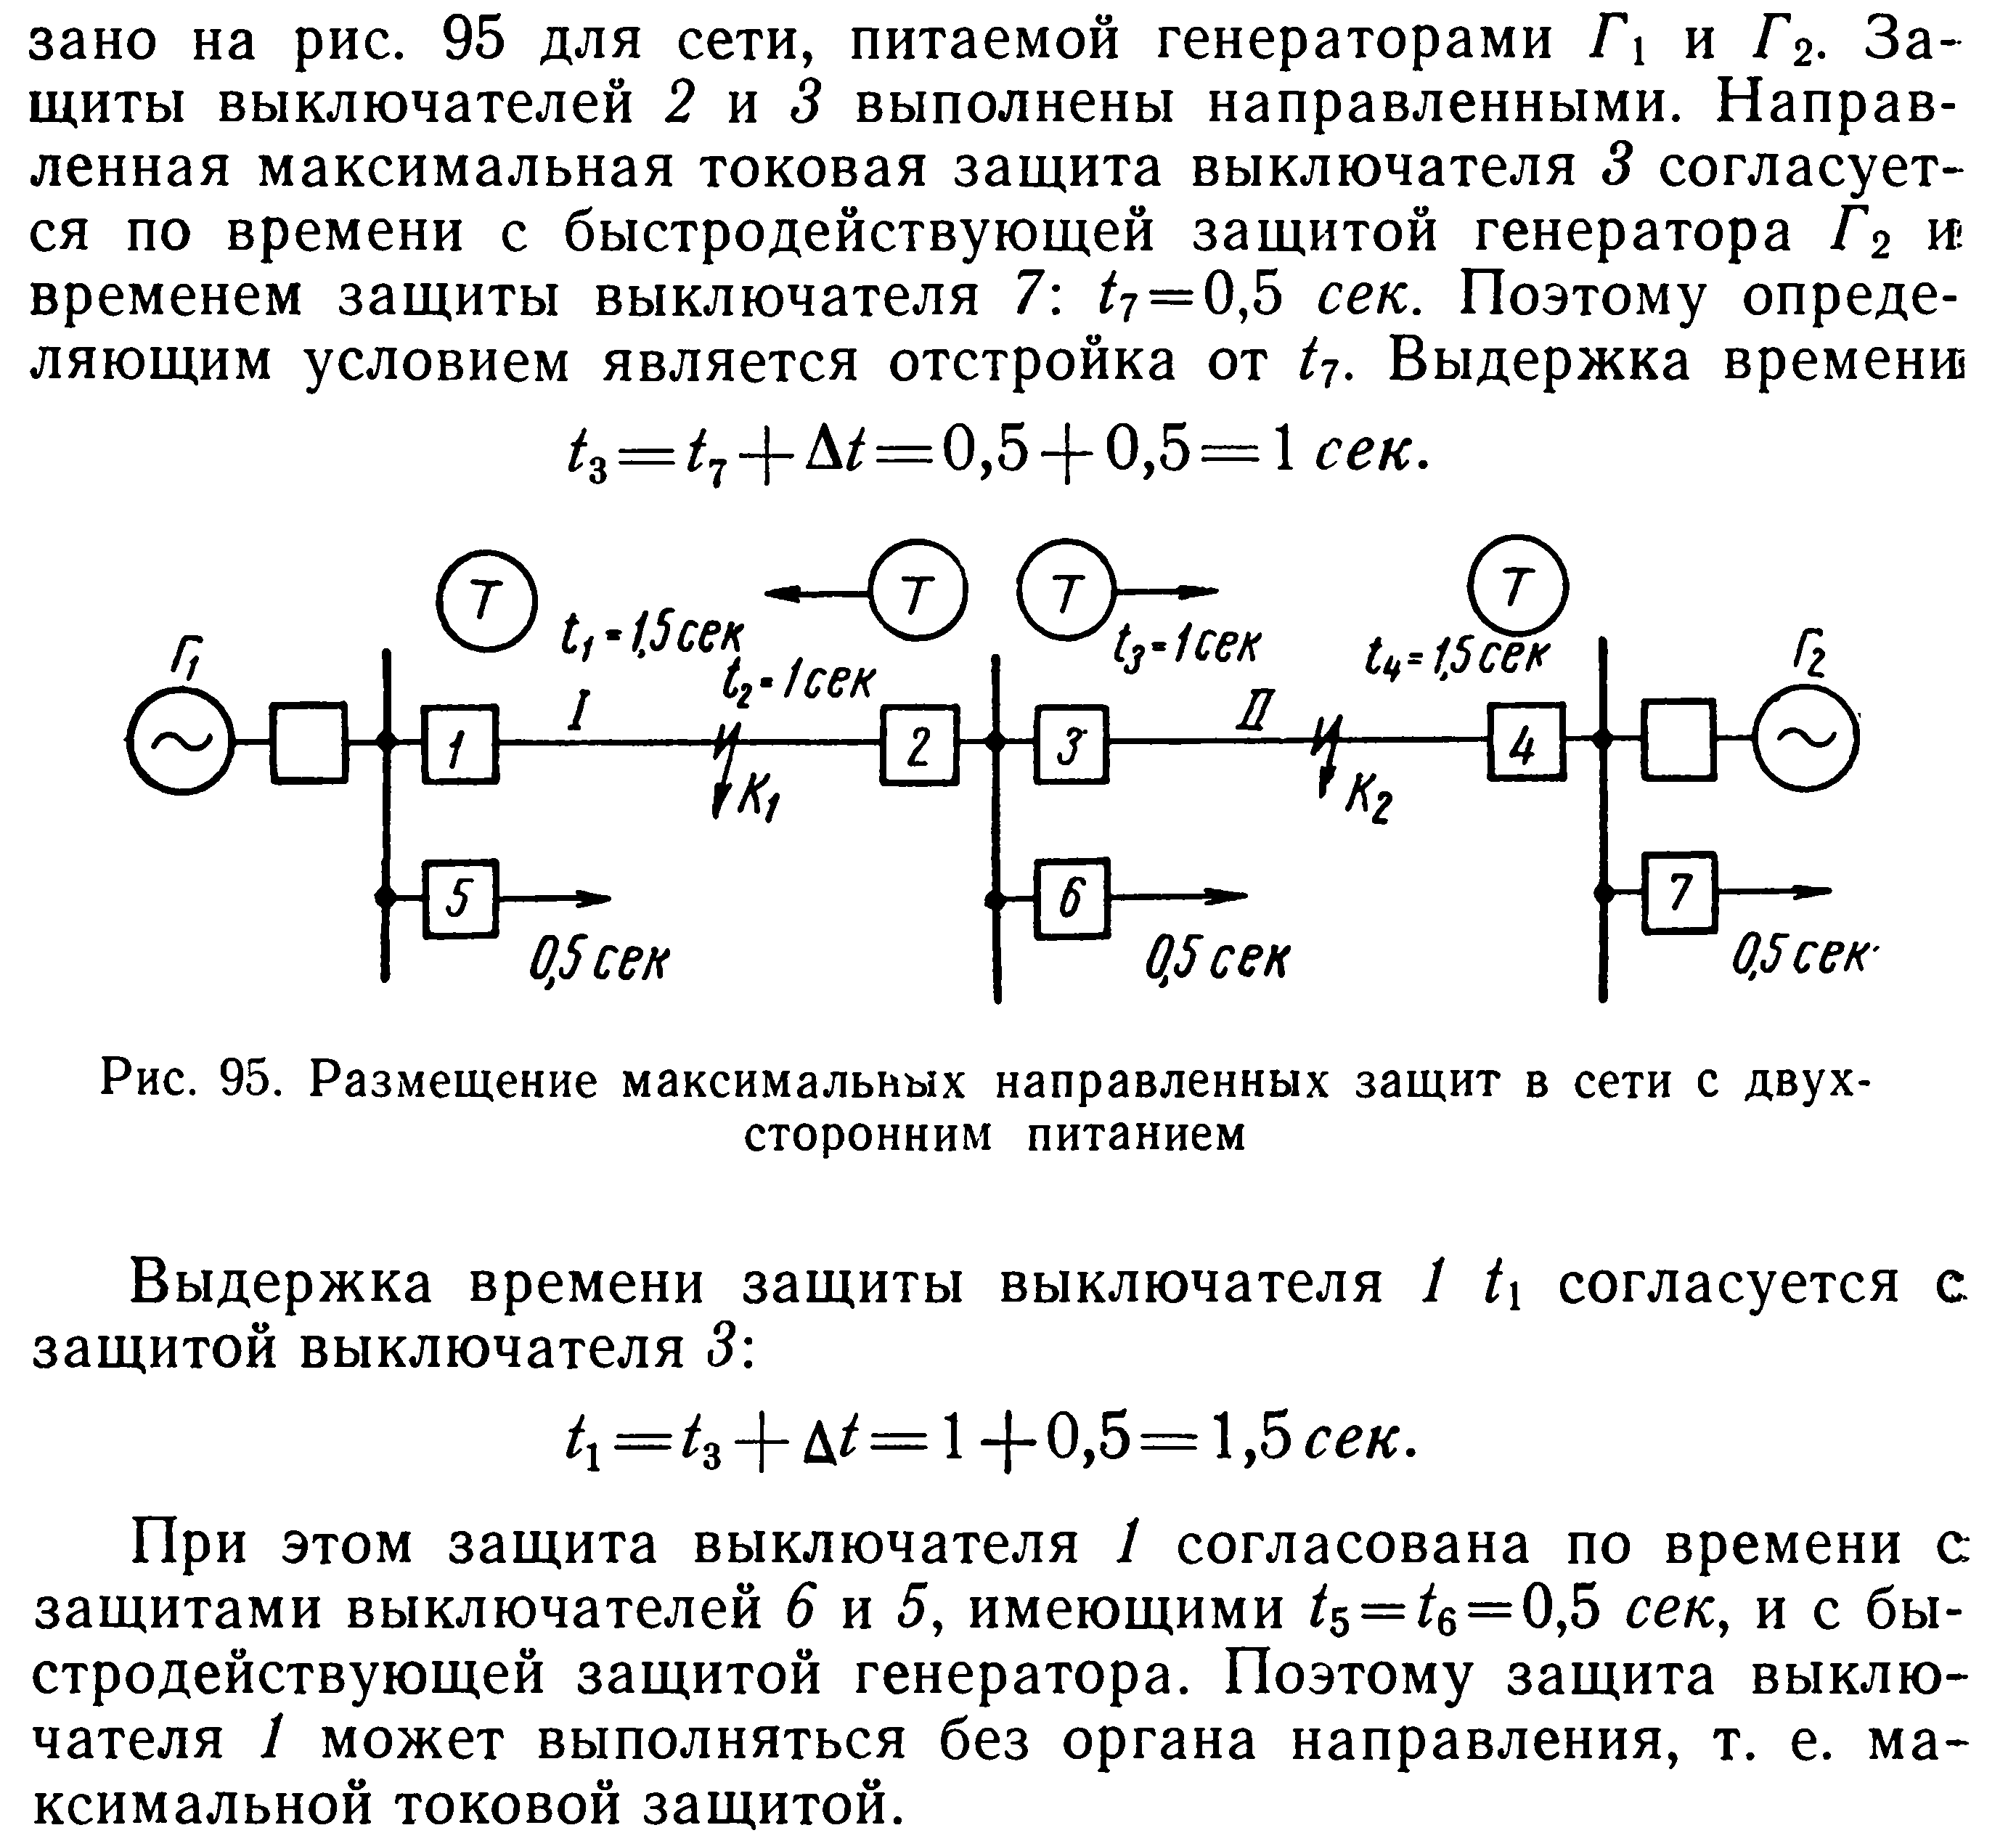 зано на рис. 95 для сети, питаемой генераторами Г₁ и Г₂. За-
щиты выключателей 2 и 3 выполнены направленными. Направ-
ленная максимальная токовая защита выключателя 3 согласует-
ся по времени с быстродействующей защитой генератора Г₂ и
временем защиты выключателя 7: t₇=0,5 сек. Поэтому опреде-
ляющим условием является отстройка от t₇. Выдержка времени
t₃=t₇+Δt=0,5+0,5=1 сек.
Т Т Т Т
t₁=1,5сек t₃=1сек t₄=1,5сек
Г₁ t₂=1сек Г₂
1 I 2 3 II 4
К₁ К₂
5 6 7
0,5сек 0,5сек 0,5сек
Рис. 95. Размещение максимальных направленных защит в сети с двух-
сторонним питанием
Выдержка времени защиты выключателя 1 t₁ согласуется с
защитой выключателя 3:
t₁=t₃+Δt=1+0,5=1,5 сек.
При этом защита выключателя 1 согласована по времени с
защитами выключателей 6 и 5, имеющими t₅=t₆=0,5 сек, и с бы-
стродействующей защитой генератора. Поэтому защита выклю-
чателя 1 может выполняться без органа направления, т. е. ма-
ксимальной токовой защитой.